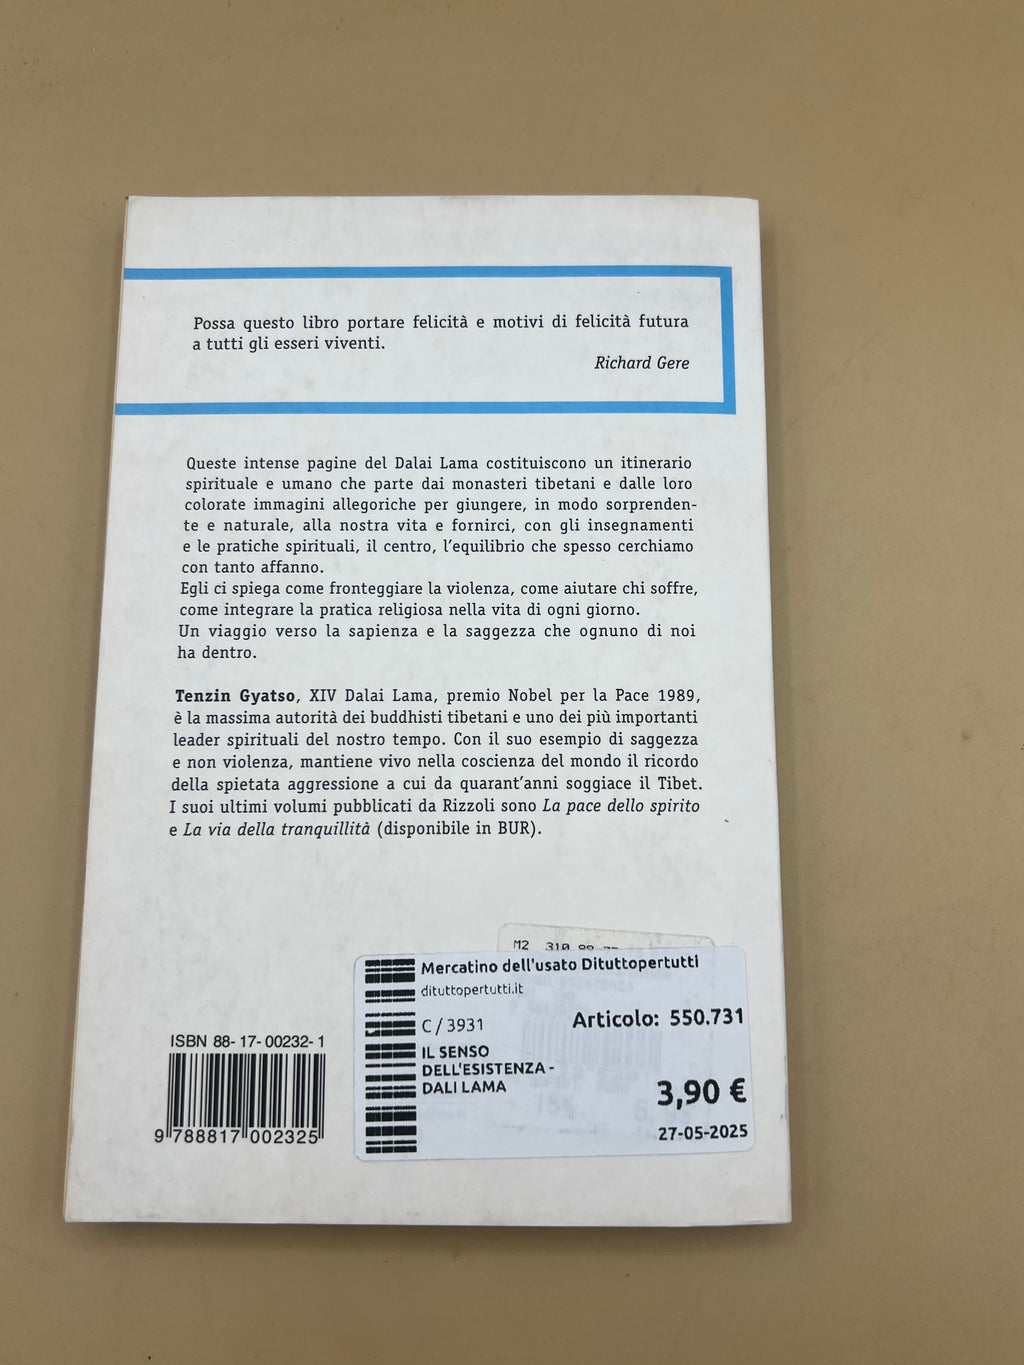 Possa questo libro portare felicità e motivi di felicità futura
a tutti gli esseri viventi.
Richard Gere
Queste intense pagine del Dalai Lama costituiscono un itinerario
spirituale e umano che parte dai monasteri tibetani e dalle loro
colorate immagini allegoriche per giungere, in modo sorprenden-
te e naturale, alla nostra vita e fornirci, con gli insegnamenti
e le pratiche spirituali, il centro, l'equilibrio che spesso cerchiamo
con tanto affanno.
Egli ci spiega come fronteggiare la violenza, come aiutare chi soffre,
come integrare la pratica religiosa nella vita di ogni giorno.
Un viaggio verso la sapienza e la saggezza che ognuno di noi
ha dentro.
Tenzin Gyatso, XIV Dalai Lama, premio Nobel per la Pace 1989,
è la massima autorità dei buddhisti tibetani e uno dei più importanti
leader spirituali del nostro tempo. Con il suo esempio di saggezza
e non violenza, mantiene vivo nella coscienza del mondo il ricordo
della spietata aggressione a cui da quarant'anni soggiace il Tibet.
I suoi ultimi volumi pubblicati da Rizzoli sono La pace dello spirito
e La via della tranquillità (disponibile in BUR).
M2
Mercatino dell'usato Dituttopertutti
dituttopertutti.it
C / 3931
Articolo: 550.731
IL SENSO
DELL'ESISTENZA -
DALI LAMA
3,90 €
27-05-2025
ISBN 88-17-00232-1
9 788817 002325